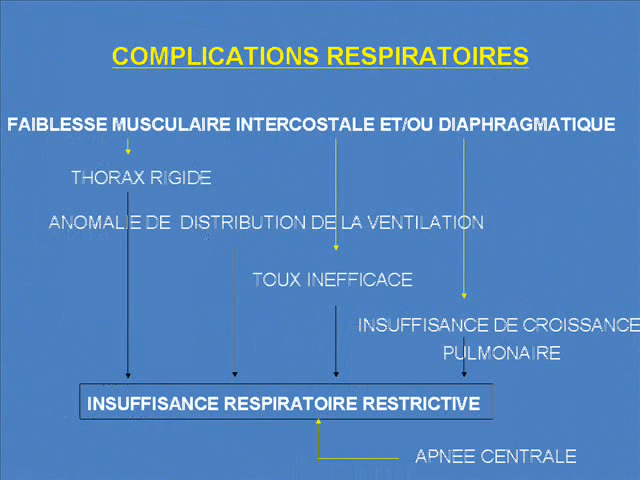 COMPLICATIONS RESPIRATOIRES
FAIBLESSE MUSCULAIRE INTERCOSTALE ET/OU DIAPHRAGMATIQUE
THORAX RIGIDE
ANOMALIE DE DISTRIBUTION DE LA VENTILATION
TOUX INEFFICACE
INSUFFISANCE DE CROISSANCE
PULMONAIRE
INSUFFISANCE RESPIRATOIRE RESTRICTIVE
APNEE CENTRALE